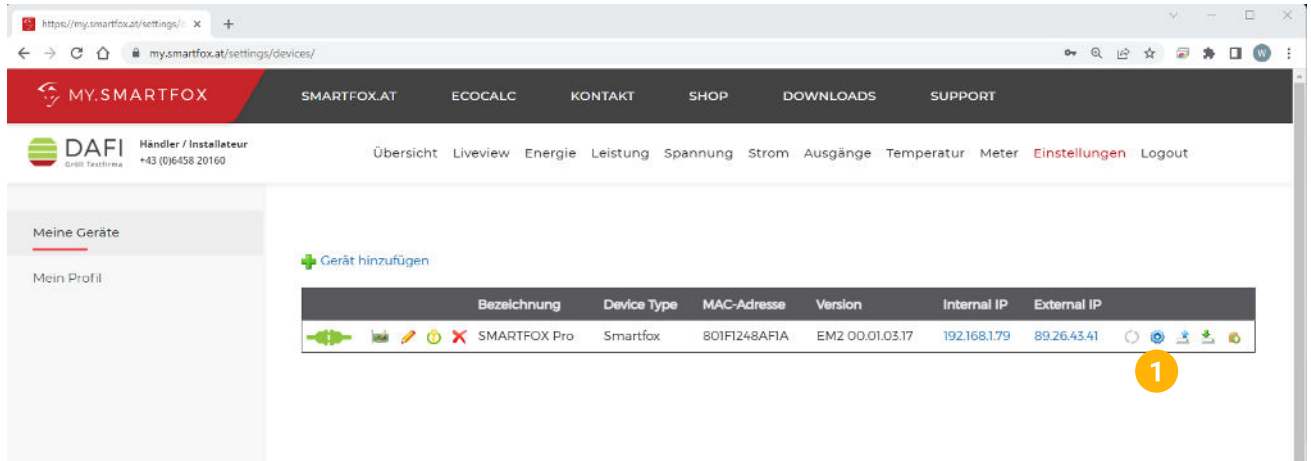 https://my.smartfox.at/settings/
my.smartfox.at/settings/devices/
W
MY.SMARTFOX
SMARTFOX.AT ECOCALC KONTAKT SHOP DOWNLOADS SUPPORT
DAFI
Größ Testfirma
Händler / Installateur
+43 (0)6458 20160
Übersicht Liveview Energie Leistung Spannung Strom Ausgänge Temperatur Meter Einstellungen Logout
Meine Geräte
Mein Profil
Gerät hinzufügen
Bezeichnung Device Type MAC-Adresse Version Internal IP External IP
SMARTFOX Pro Smartfox 801F1248AF1A EM2 00.01.03.17 192.168.1.79 89.26.43.41
1